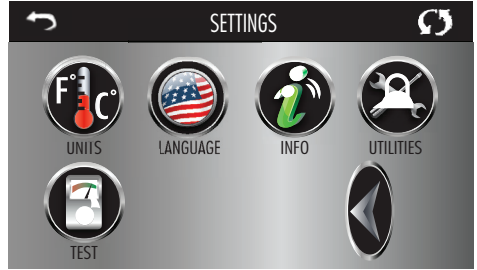 SETTINGS
F° C°
UNITS
LANGUAGE
INFO
UTILITIES
TEST